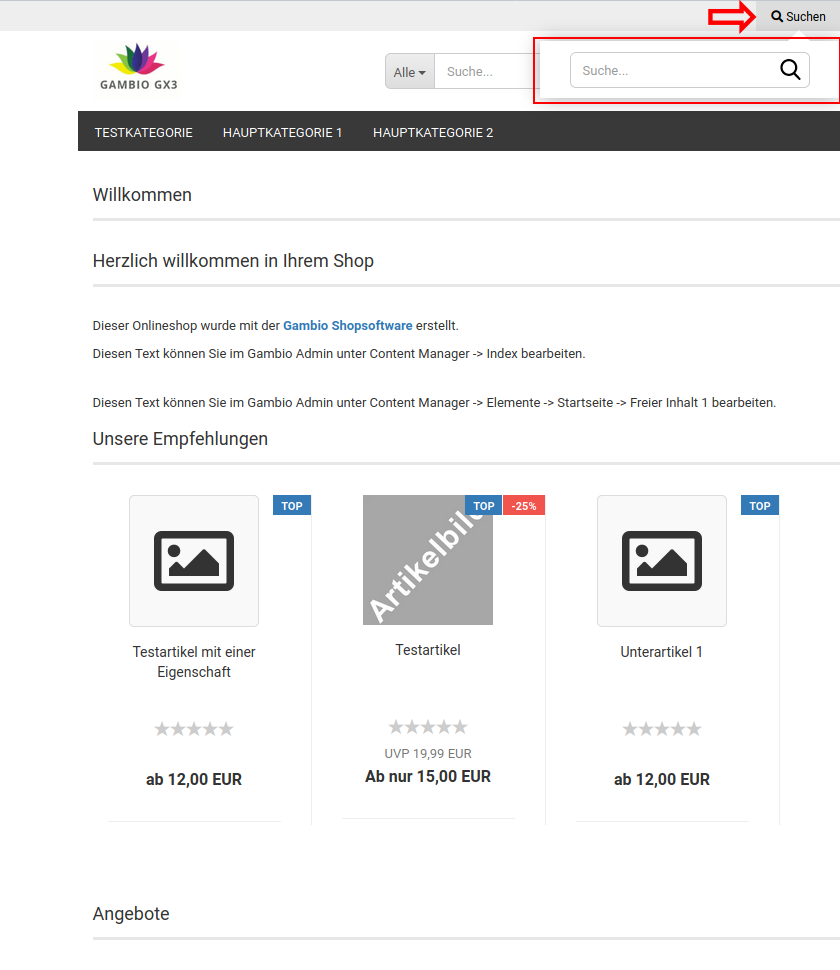 Suchen
GAMBIO GX3
Alle
Suche...
Suche...
TESTKATEGORIE HAUPTKATEGORIE 1 HAUPTKATEGORIE 2
Willkommen
Herzlich willkommen in Ihrem Shop
Dieser Onlineshop wurde mit der Gambio Shopsoftware erstellt.
Diesen Text können Sie im Gambio Admin unter Content Manager -> Index bearbeiten.
Diesen Text können Sie im Gambio Admin unter Content Manager -> Elemente -> Startseite -> Freier Inhalt 1 bearbeiten.
Unsere Empfehlungen
TOP
Testartikel mit einer
Eigenschaft
ab 12,00 EUR
Artikelbild
TOP
-25%
Testartikel
UVP 19,99 EUR
Ab nur 15,00 EUR
TOP
Unterartikel 1
ab 12,00 EUR
Angebote